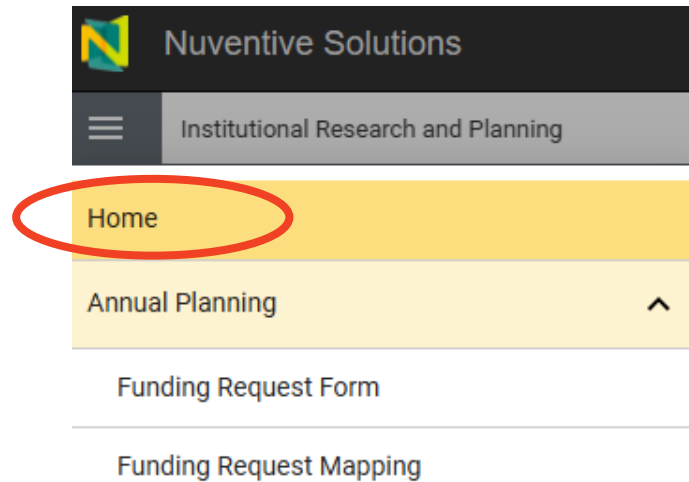 Nuventive Solutions
Institutional Research and Planning
Home
Annual Planning
Funding Request Form
Funding Request Mapping